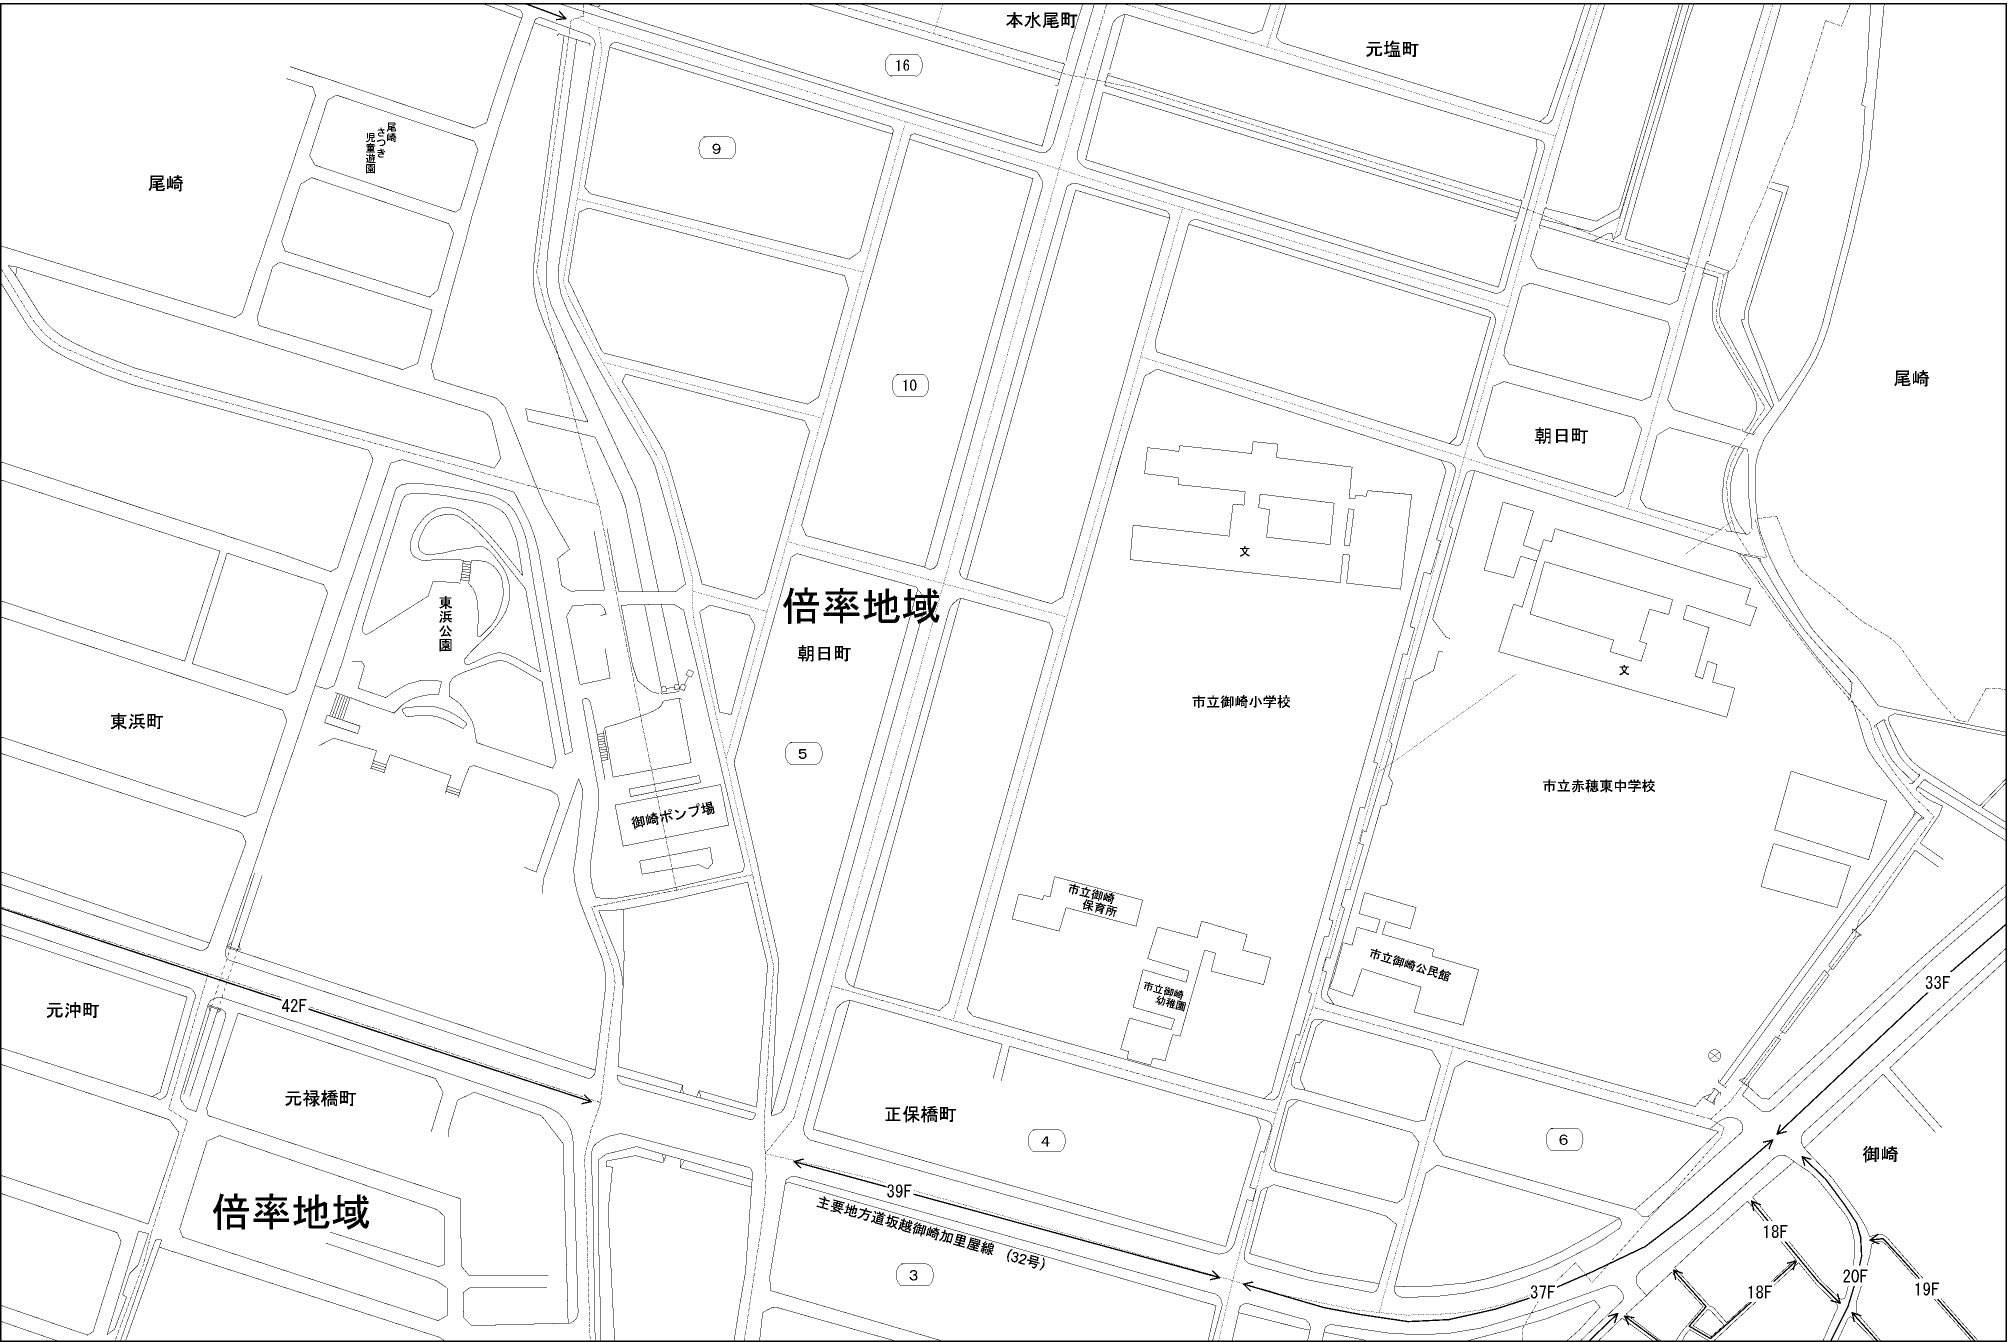 本水尾町
元塩町
16
9
尾崎
さつき
児童遊園
尾崎
尾崎
10
朝日町
文
倍率地域
東浜公園
朝日町
文
市立御崎小学校
東浜町
5
市立赤穂東中学校
御崎ポンプ場
市立御崎
保育所
市立御崎公民館
33F
市立御崎
幼稚園
42F
元沖町
元禄橋町
正保橋町
4
6
御崎
39F
倍率地域
主要地方道坂越御崎加里屋線 (32号)
18F
3
20F
37F
18F
19F